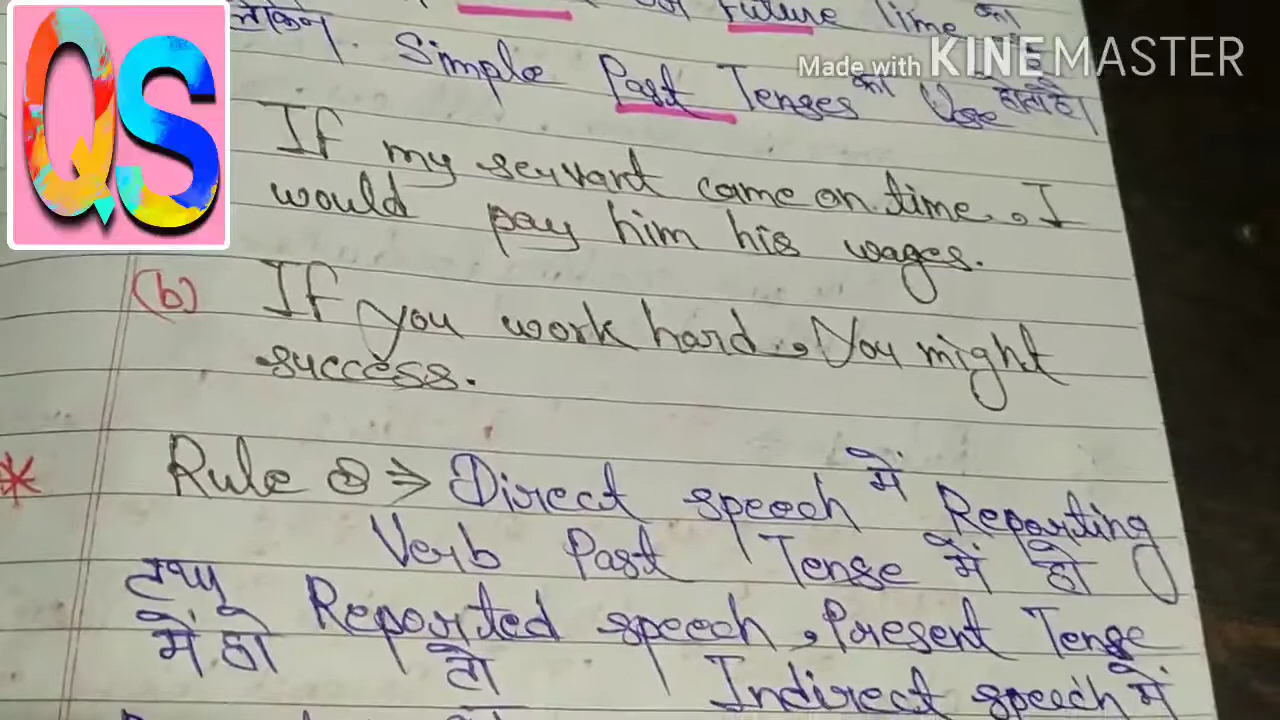 QS
Made with KINEMASTER
Future Time का
लेकिन Simple Past Tenses का Use होता है।
If my servant came on time, I
would pay him his wages.
(b) If you work hard, You might
success.
* Rule ⇒ Direct speech में Reporting
Verb Past Tense में हो
तथा Reported speech, Present Tense
में हो तो Indirect speech में